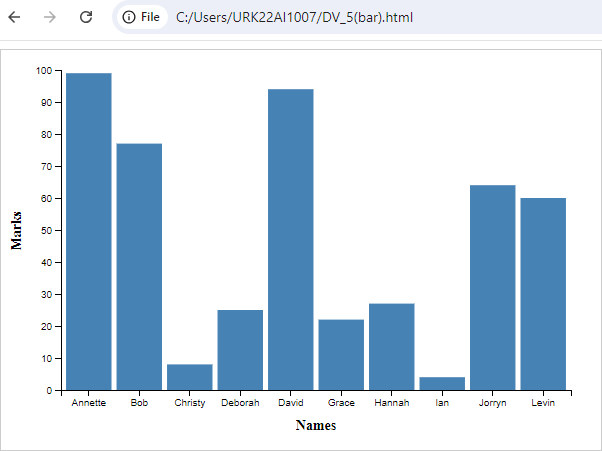 File C:/Users/URK22AI1007/DV_5(bar).html
100
90
80
70
60
50
40
30
20
10
0
Marks
Annette Bob Christy Deborah David Grace Hannah Ian Jorryn Levin
Names